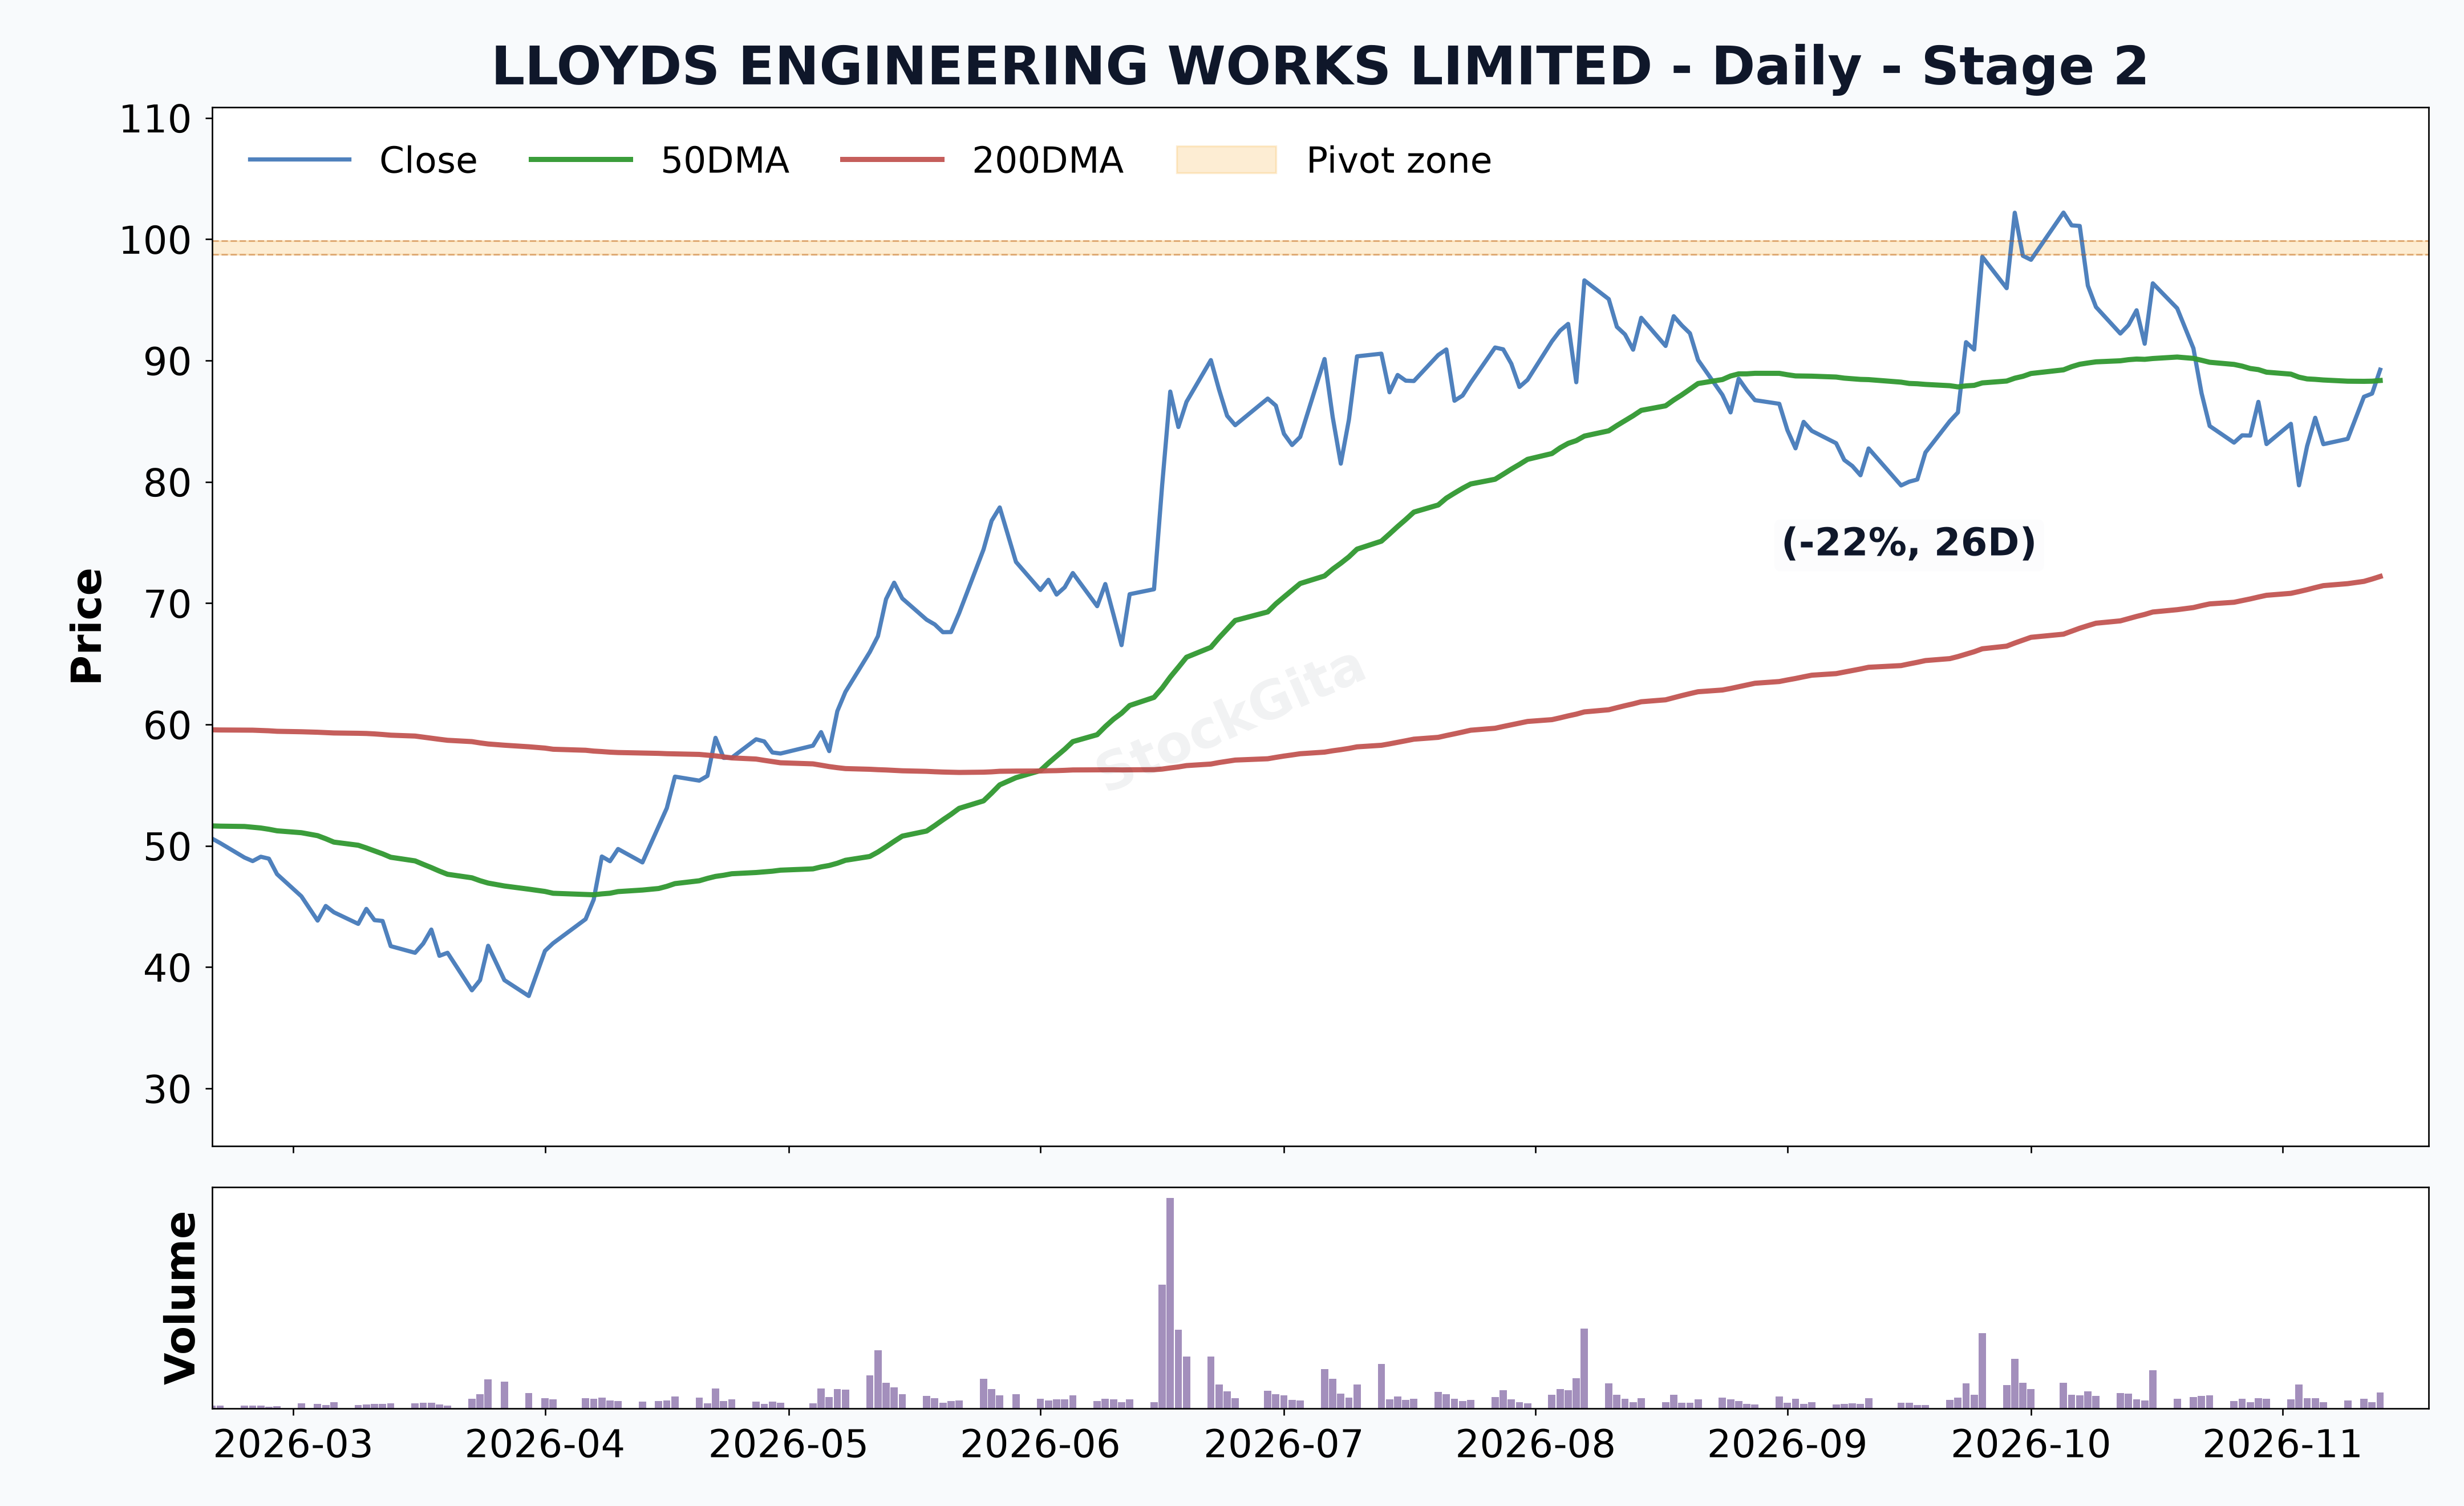 LLOYDS ENGINEERING WORKS LIMITED - Daily - Stage 2
110
100
90
80
70
60
50
40
30
Price
Close 50DMA 200DMA Pivot zone
(-22%, 26D)
StockGita
Volume
2026-03 2026-04 2026-05 2026-06 2026-07 2026-08 2026-09 2026-10 2026-11